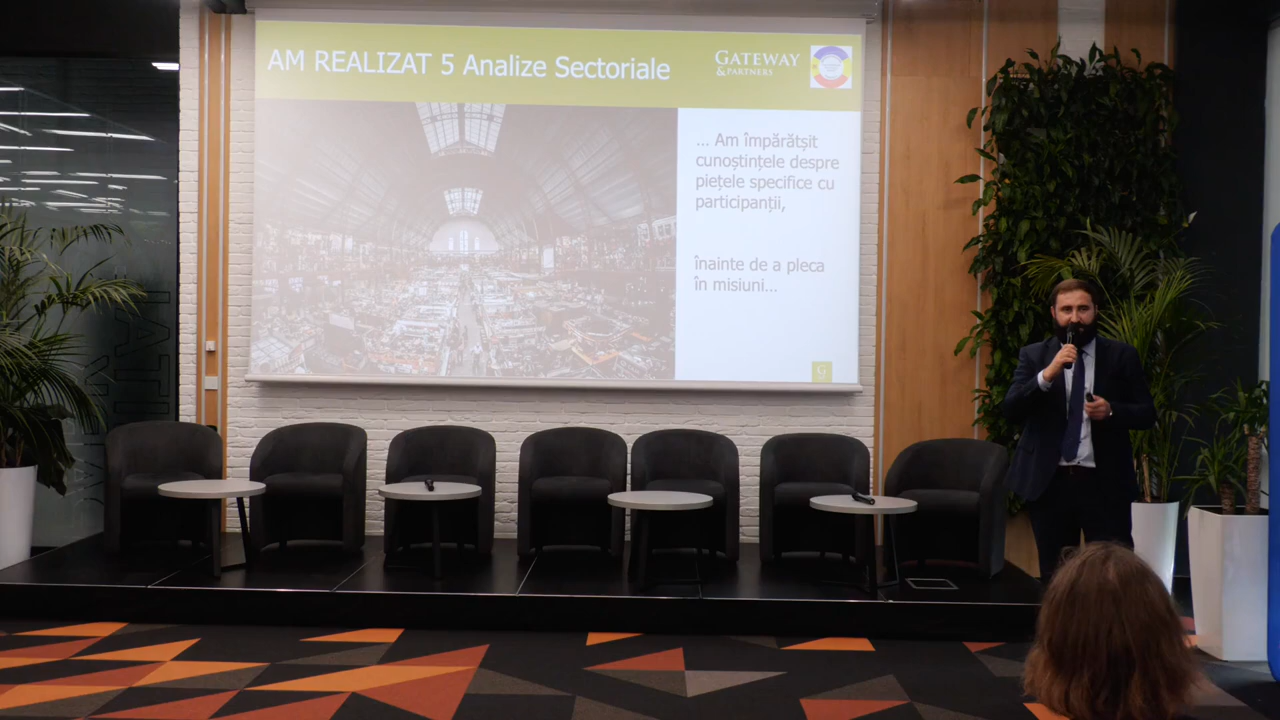 AM REALIZAT 5 Analize Sectoriale
GATEWAY
&PARTNERS
... Am împărătșit
cunoștințele despre
piețele specifice cu
participanții,
înainte de a pleca
în misiuni...
G